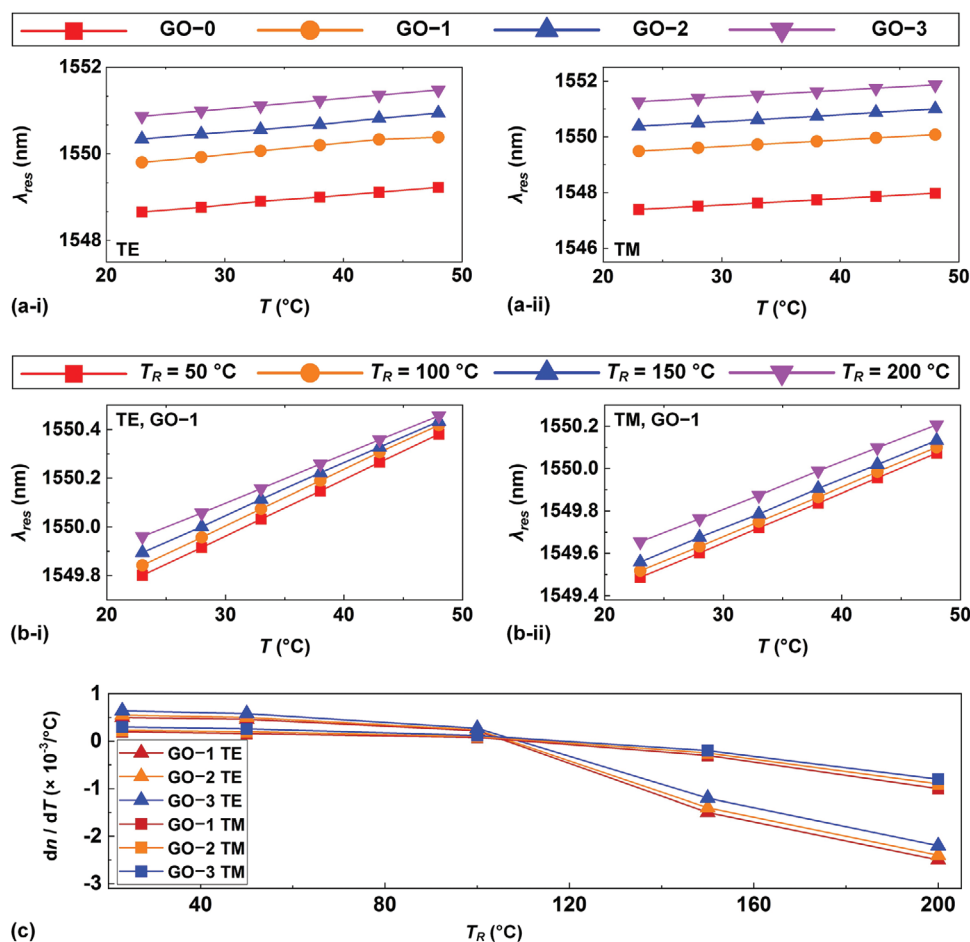 GO−0 GO−1 GO−2 GO−3
1552
1550
1548
λres (nm)
TE
20 30 40 50
T (°C)
(a-i)
1552
1550
1548
1546
λres (nm)
TM
20 30 40 50
T (°C)
(a-ii)
TR = 50 °C TR = 100 °C TR = 150 °C TR = 200 °C
TE, GO−1
1550.4
1550.2
1550.0
1549.8
λres (nm)
20 30 40 50
T (°C)
(b-i)
TM, GO−1
1550.2
1550.0
1549.8
1549.6
1549.4
λres (nm)
20 30 40 50
T (°C)
(b-ii)
1
0
-1
-2
-3
dn / dT (× 10⁻³/°C)
GO−1 TE
GO−2 TE
GO−3 TE
GO−1 TM
GO−2 TM
GO−3 TM
40 80 120 160 200
TR (°C)
(c)